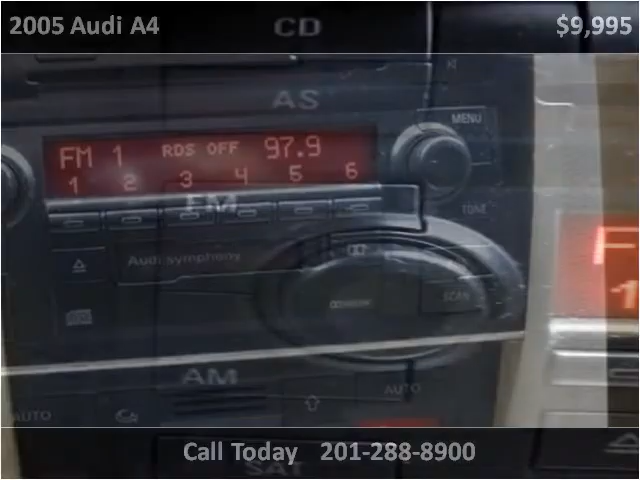 2005 Audi A4
$9,995
CD
AS
MENU
FM 1 RDS OFF 97.9
1 2 3 4 5 6
FM
TUNE
Audi symphony
SCAN
AM
AUTO
AUTO
Call Today 201-288-8900
SAT